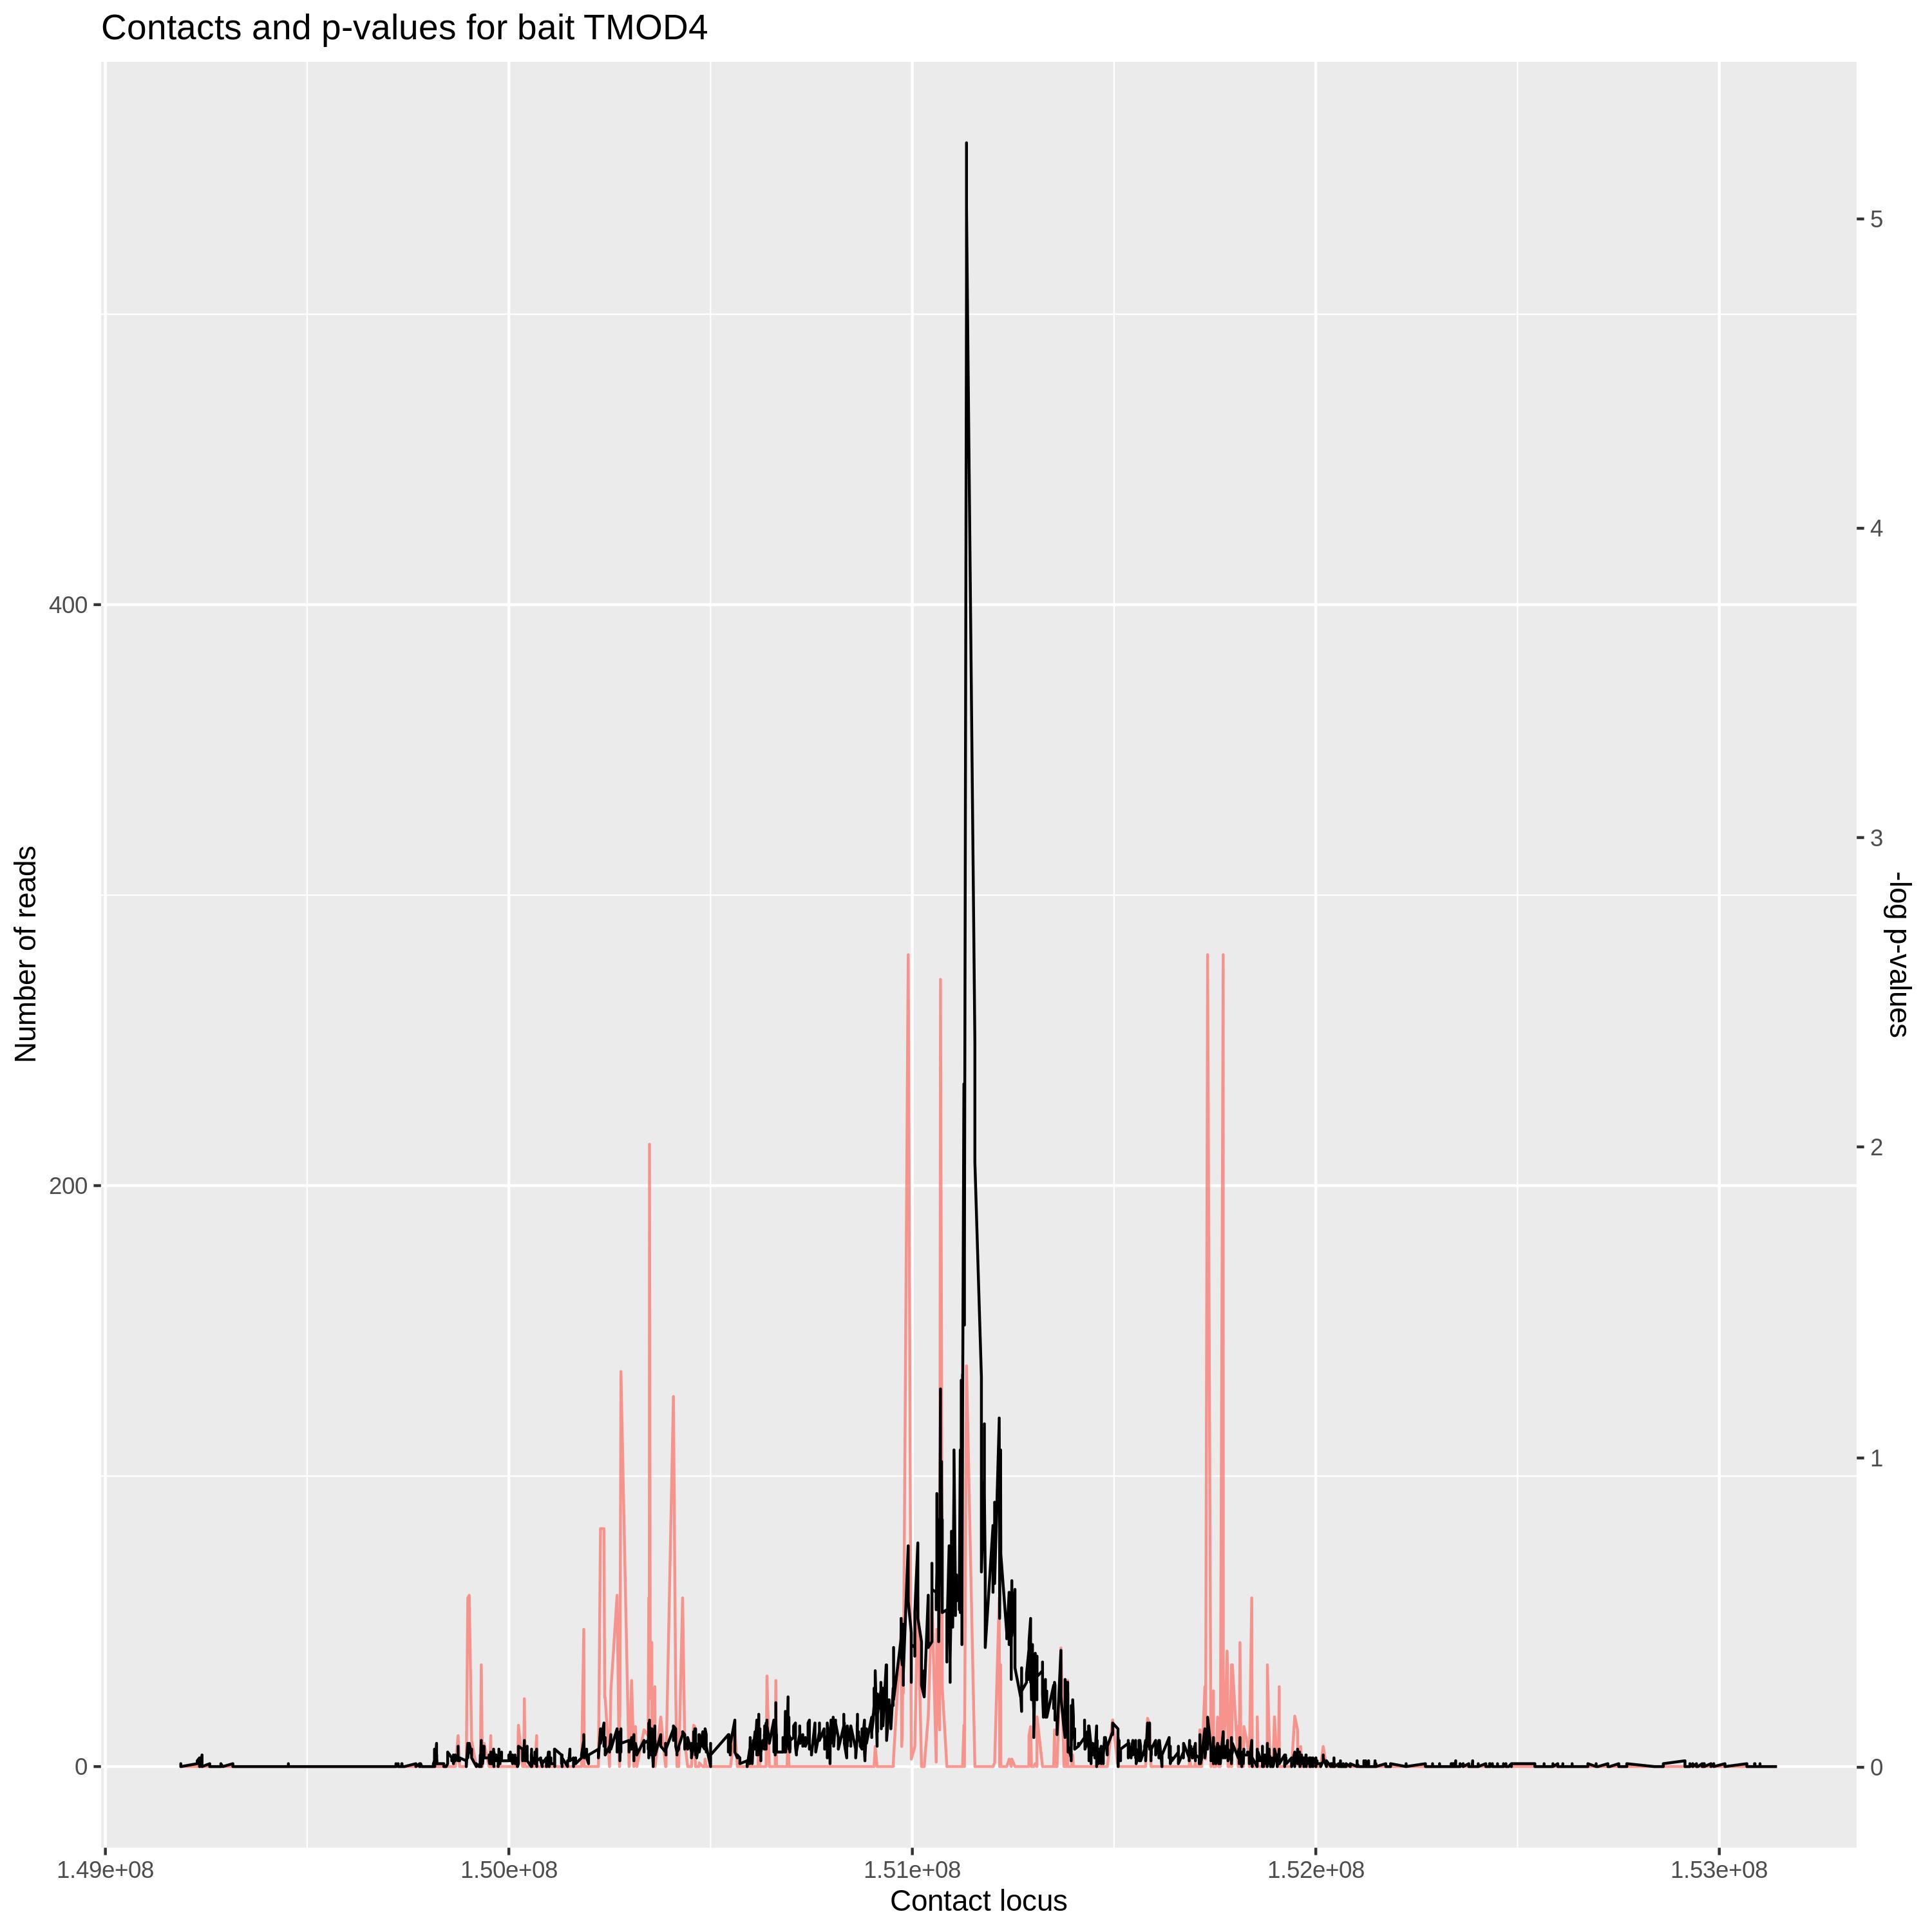 Contacts and p-values for bait TMOD4
Number of reads
400
200
0
5
4
3
2
1
0
-log p-values
1.49e+08
1.50e+08
1.51e+08
1.52e+08
1.53e+08
Contact locus